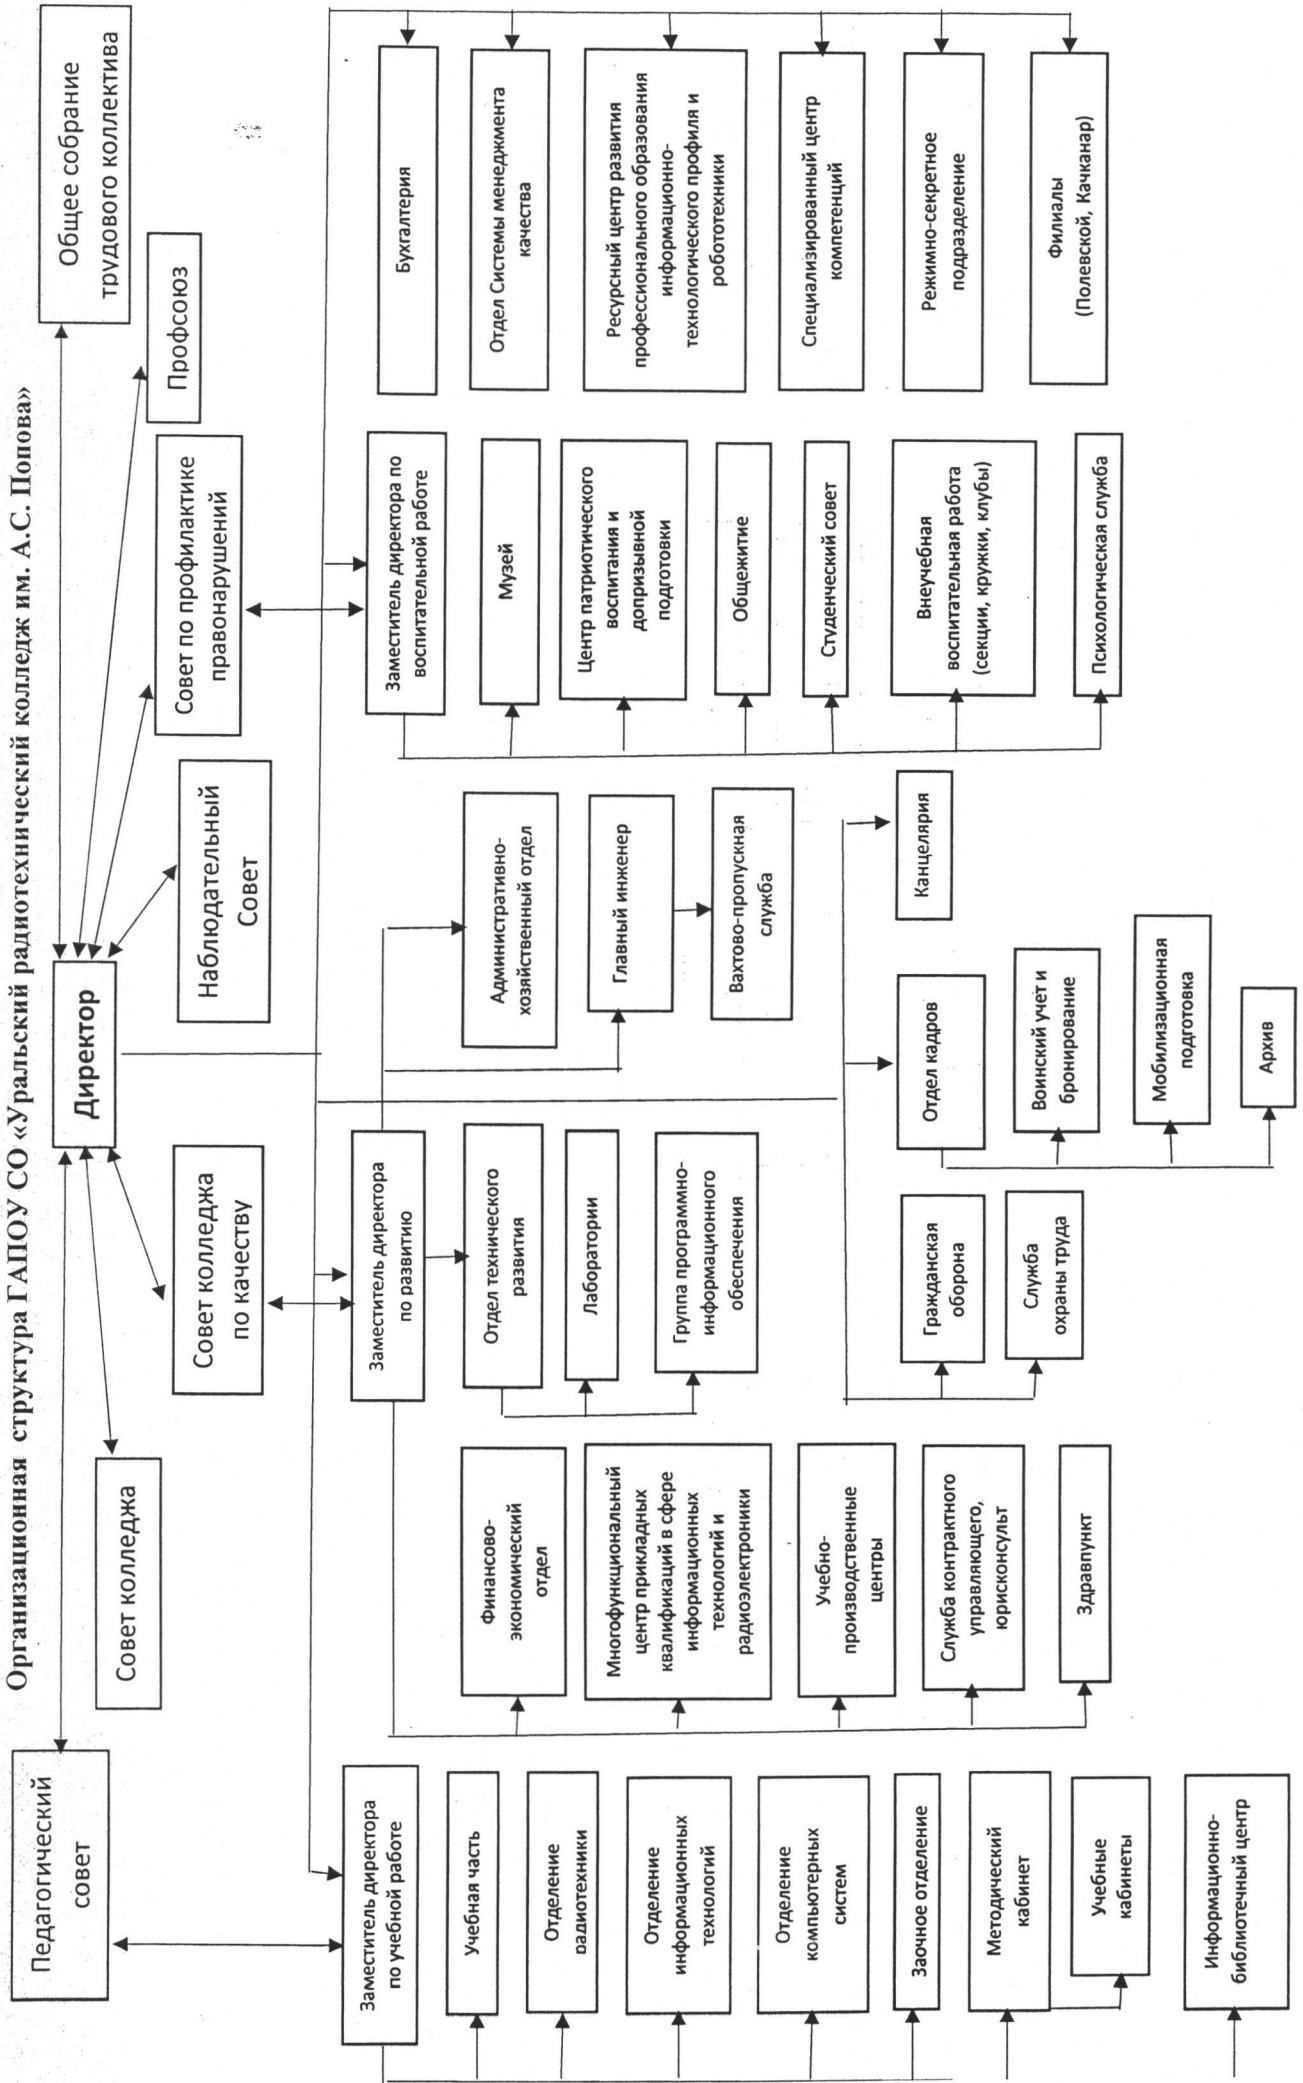 Организационная структура ГАПОУ СО «Уральский радиотехнический колледж им. А.С. Попова»
Педагогический
совет
Совет колледжа
Совет колледжа
по качеству
Директор
Наблюдательный
Совет
Совет по профилактике
правонарушений
Профсоюз
Общее собрание
трудового коллектива
Заместитель директора
по учебной работе
Учебная часть
Отделение
радиотехники
Отделение
информационных
технологий
Отделение
компьютерных
систем
Заочное отделение
Методический
кабинет
Учебные
кабинеты
Информационно-
библиотечный центр
Заместитель директора
по развитию
Финансово-
экономический
отдел
Многофункциональный
центр прикладных
квалификаций в сфере
информационных
технологий и
радиоэлектроники
Учебно-
производственные
центры
Служба контрактного
управляющего,
юрисконсульт
Здравпункт
Отдел технического
развития
Лаборатории
Группа программно-
информационного
обеспечения
Административно-
хозяйственный отдел
Главный инженер
Вахтово-пропускная
служба
Гражданская
оборона
Служба
охраны труда
Отдел кадров
Воинский учет и
бронирование
Мобилизационная
подготовка
Архив
Канцелярия
Заместитель директора по
воспитательной работе
Музей
Центр патриотического
воспитания и
допризывной
подготовки
Общежитие
Студенческий совет
Внеучебная
воспитательная работа
(секции, кружки, клубы)
Психологическая служба
Бухгалтерия
Отдел Системы менеджмента
качества
Ресурсный центр развития
профессионального образования
информационно-
технологического профиля и
робототехники
Специализированный центр
компетенций
Режимно-секретное
подразделение
Филиалы
(Полевской, Качканар)